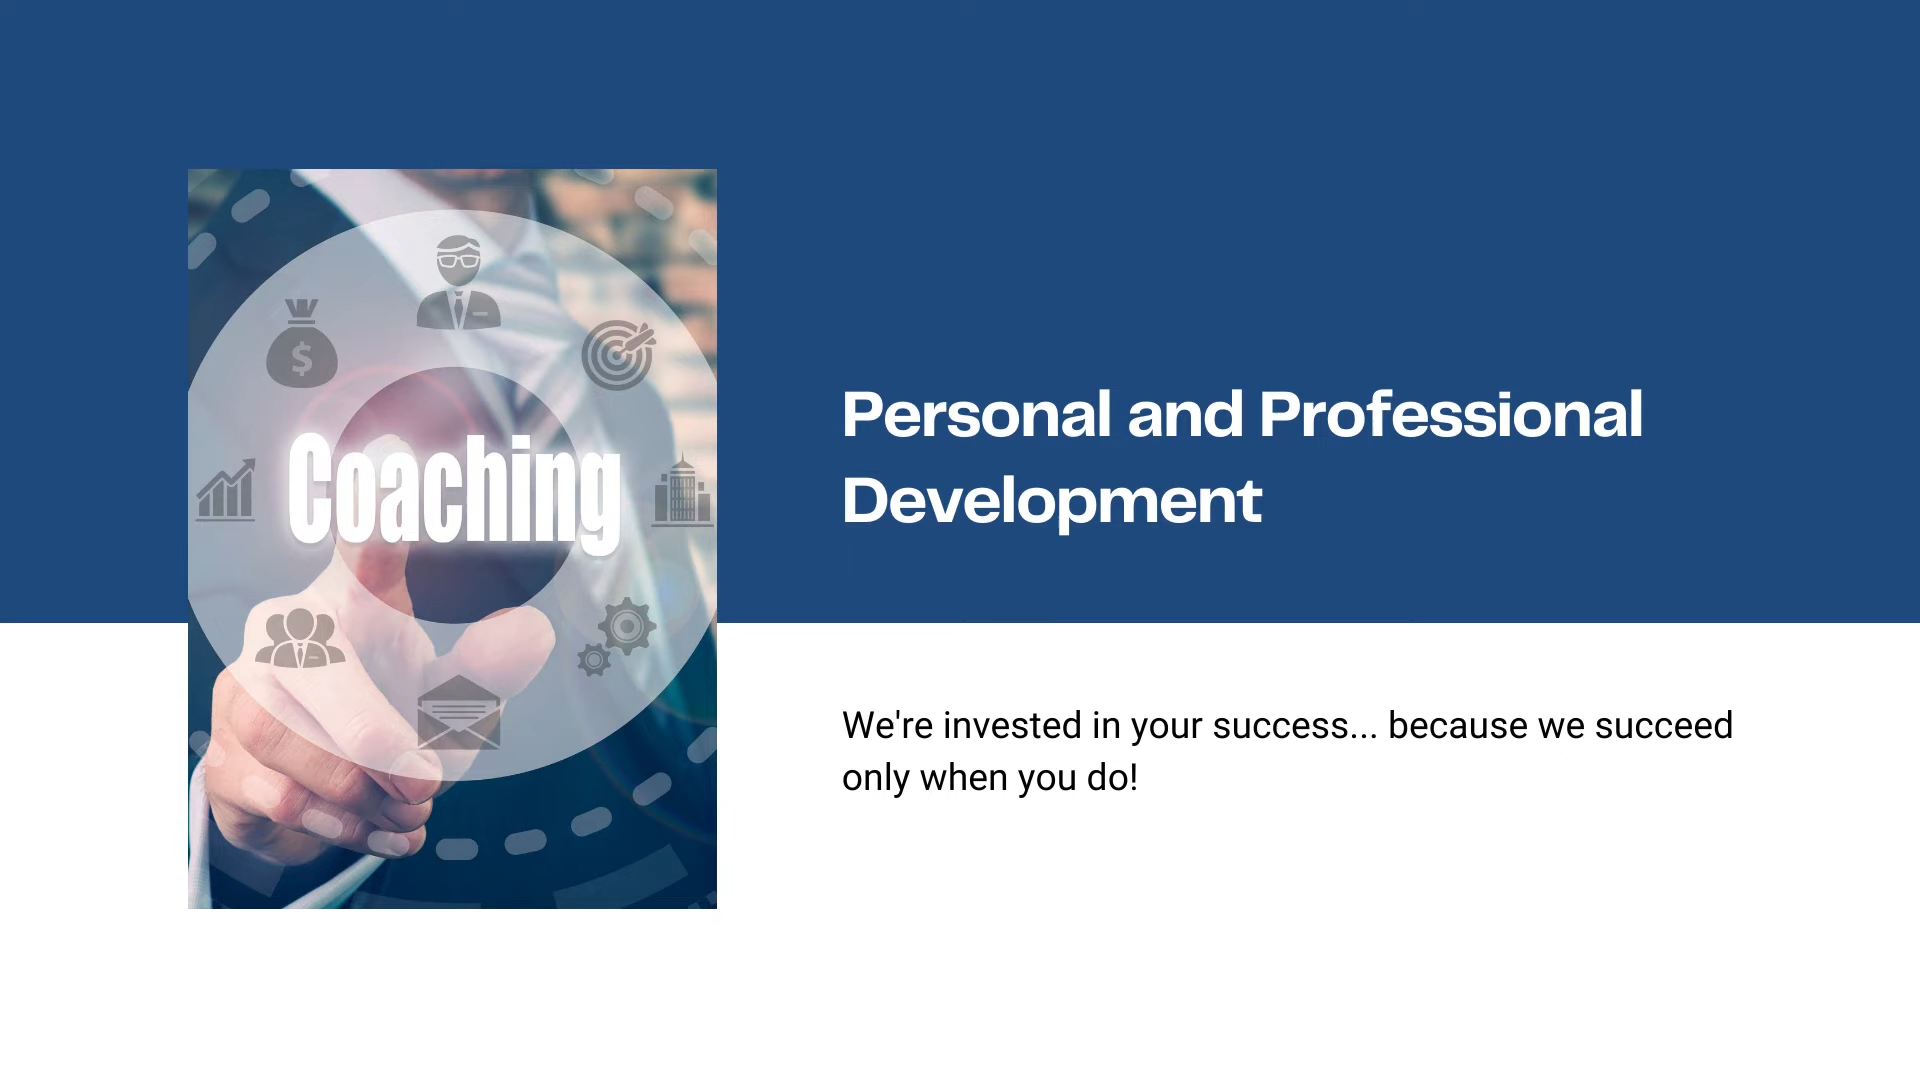 Coaching
$
Personal and Professional
Development
We're invested in your success... because we succeed
only when you do!